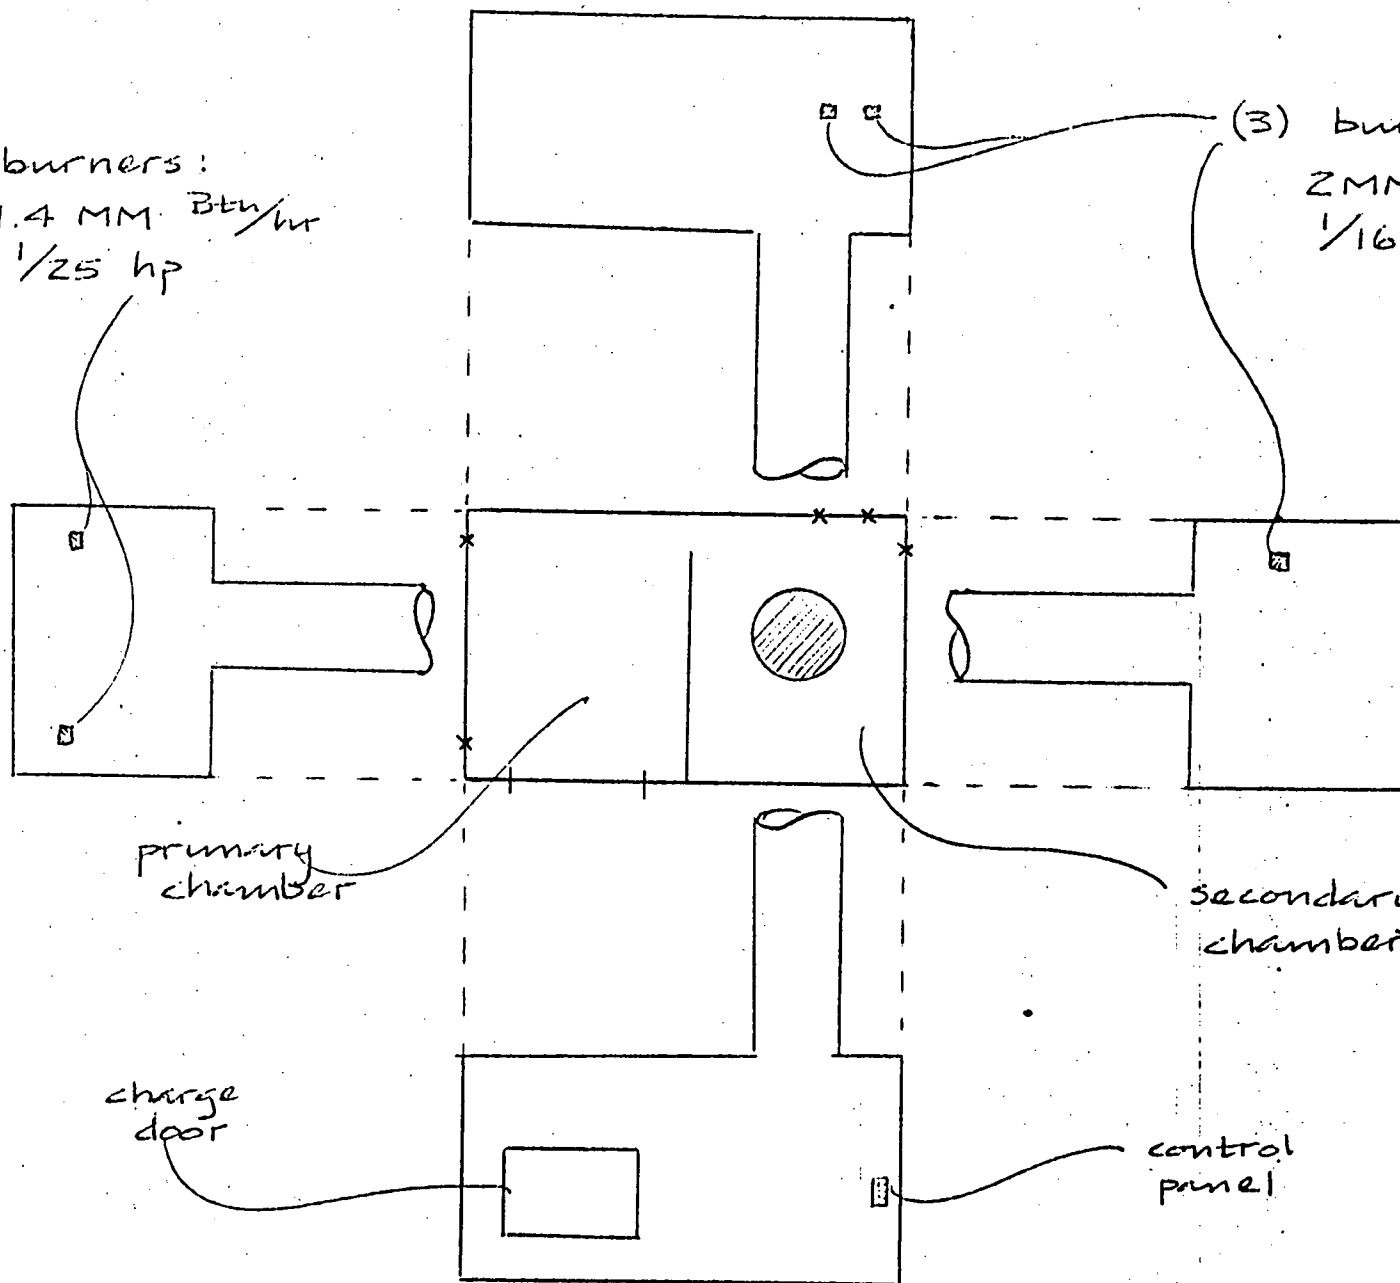 burners:
1.4 MM Btu/hr
1/25 hp
(3) bur
2MM
1/16
primary
chamber
secondary
chamber
charge
door
control
panel